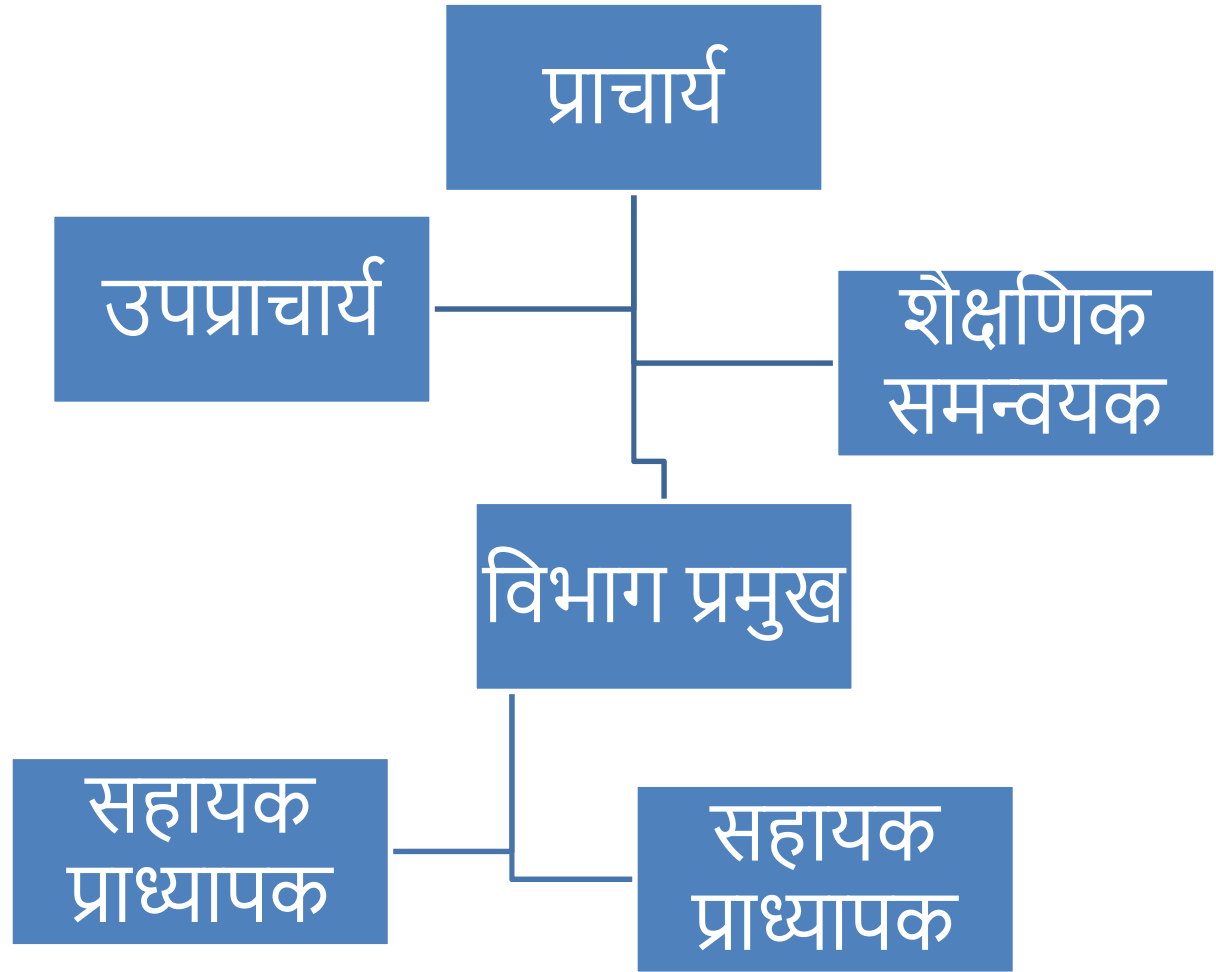 प्राचार्य
उपप्राचार्य
शैक्षणिक
समन्वयक
विभाग प्रमुख
सहायक
प्राध्यापक
सहायक
प्राध्यापक